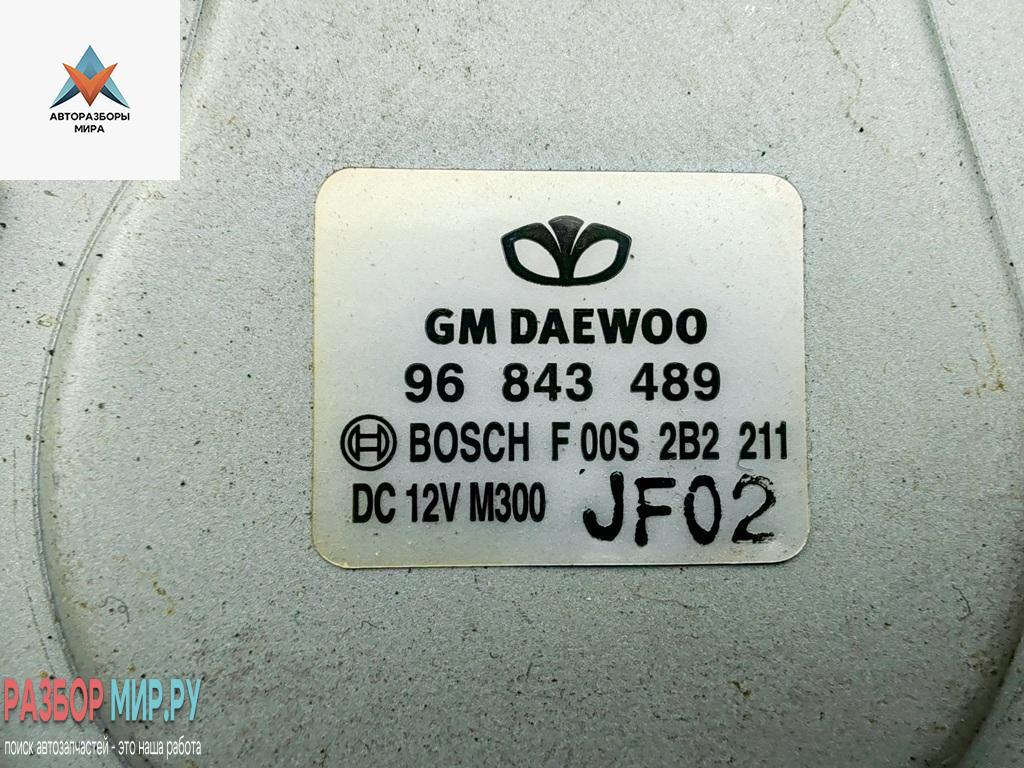 АВТОРАЗБОРЫ
МИРА
GM DAEWOO
96 843 489
BOSCH F 00S 2B2 211
DC 12V M300 JF02
РАЗБОР МИР.РУ
поиск автозапчастей - это наша работа